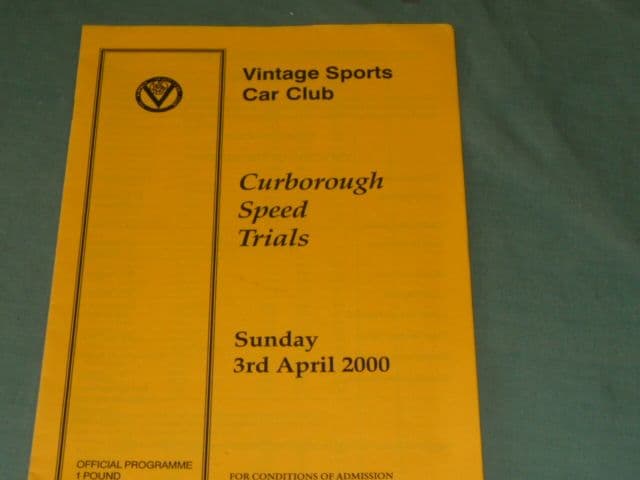 Vintage Sports
Car Club
Curborough
Speed
Trials
Sunday
3rd April 2000
OFFICIAL PROGRAMME
1 POUND
FOR CONDITIONS OF ADMISSION